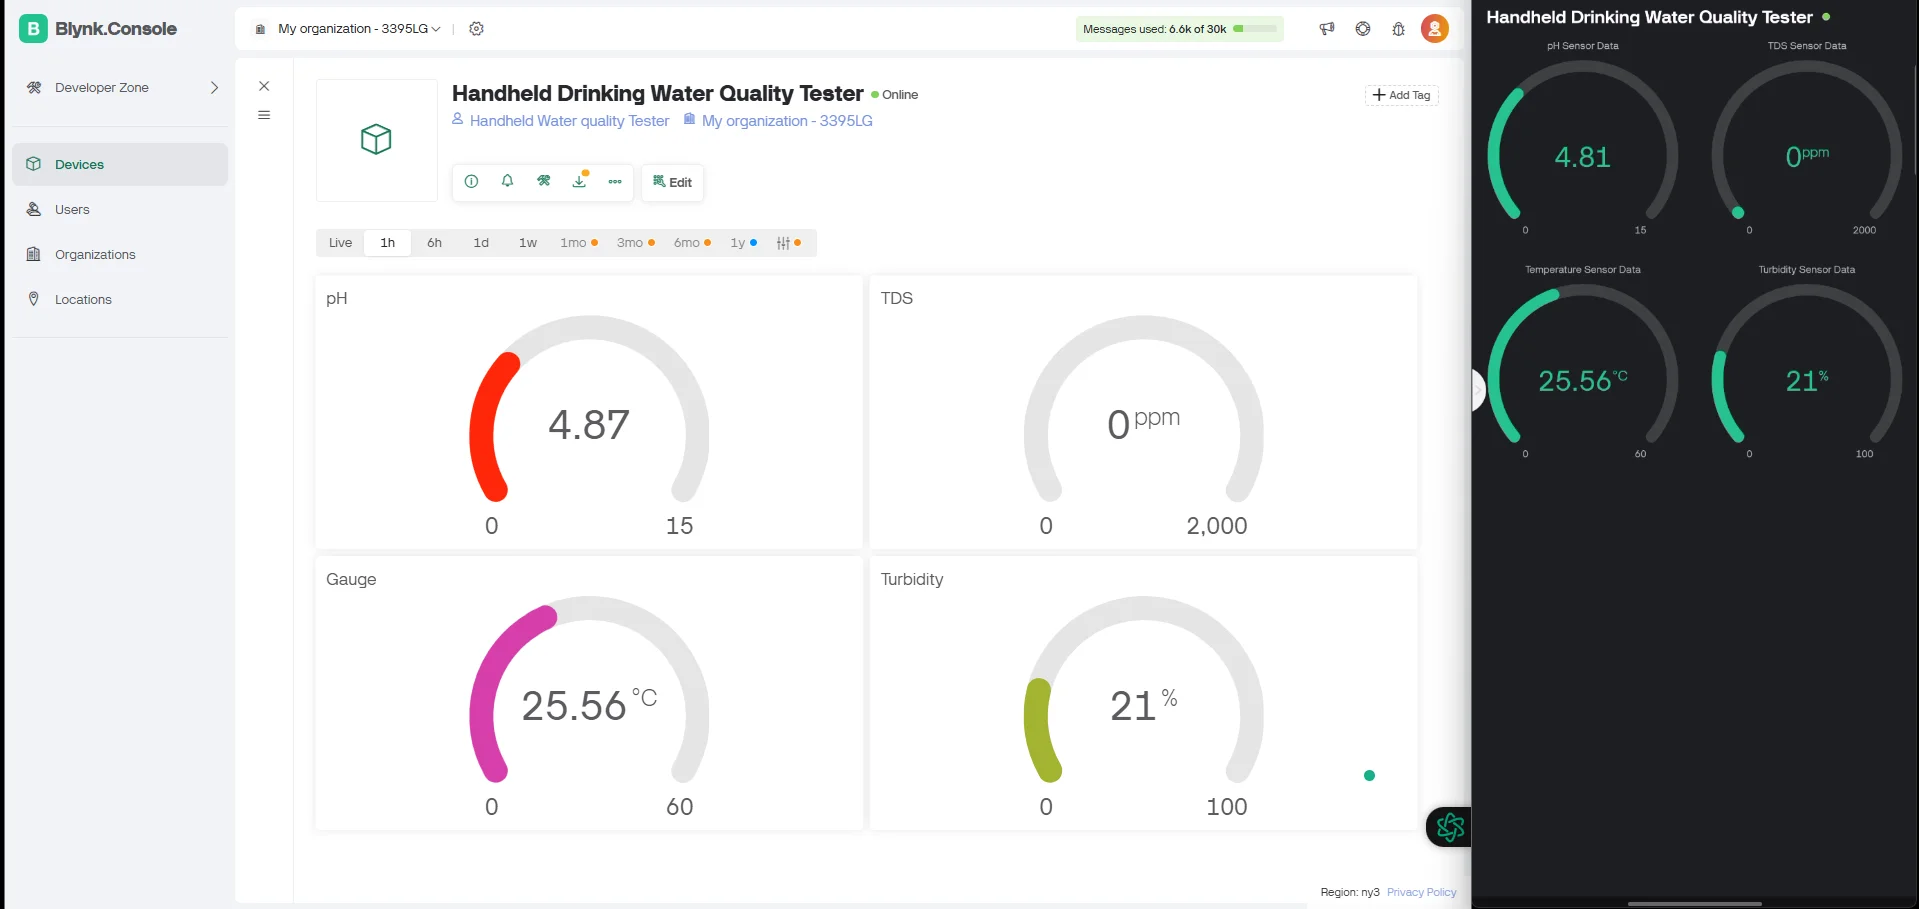 B Blynk.Console
My organization - 3395LG
Messages used: 6.6k of 30k
Developer Zone
Devices
Users
Organizations
Locations
Handheld Drinking Water Quality Tester Online
Handheld Water quality Tester My organization - 3395LG
+ Add Tag
Edit
Live 1h 6h 1d 1w 1mo 3mo 6mo 1y
pH
4.87
0 15
TDS
0 ppm
0 2,000
Gauge
25.56 °C
0 60
Turbidity
21 %
0 100
Region: ny3 Privacy Policy
Handheld Drinking Water Quality Tester
pH Sensor Data
4.81
0 15
TDS Sensor Data
0 ppm
0 2000
Temperature Sensor Data
25.56 °C
0 60
Turbidity Sensor Data
21 %
0 100